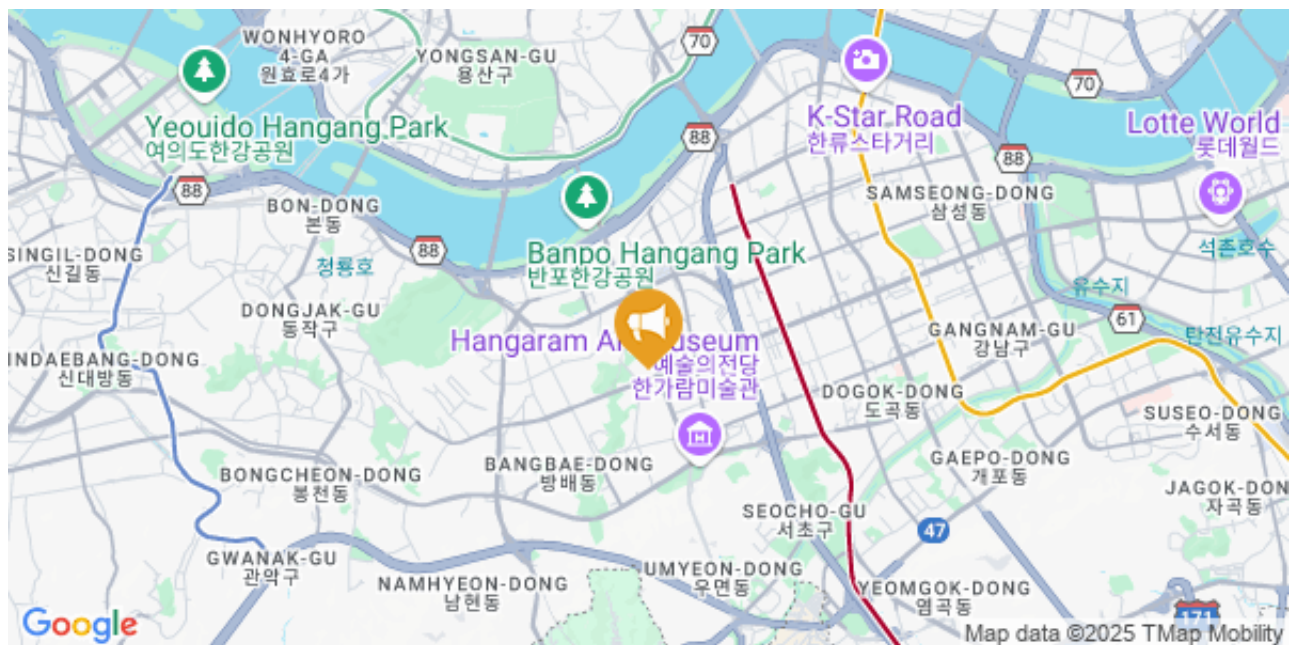 WONHYORO
4-GA
원효로4가
YONGSAN-GU
용산구
70
K-Star Road
한류스타거리
70
Lotte World
롯데월드
Yeouido Hangang Park
여의도한강공원
88
88
88
SAMSEONG-DONG
삼성동
BON-DONG
본동
SINGIL-DONG
신길동
청룡호
88
Banpo Hangang Park
반포한강공원
석촌호수
유수지
DONGJAK-GU
동작구
61
탄천유수지
Hangaram
예술의전당
한가람미술관
GANGNAM-GU
강남구
INDAEBANG-DONG
신대방동
DOGOK-DONG
도곡동
SUSEO-DONG
수서동
BONGCHEON-DONG
봉천동
BANGBAE-DONG
방배동
GAEPO-DONG
개포동
JAGOK-DON
자곡동
SEOCHO-GU
서초구
47
GWANAK-GU
관악구
NAMHYEON-DONG
남현동
UMYEON-DONG
우면동
YEOMGOK-DONG
염곡동
171
Google
Map data ©2025 TMap Mobility